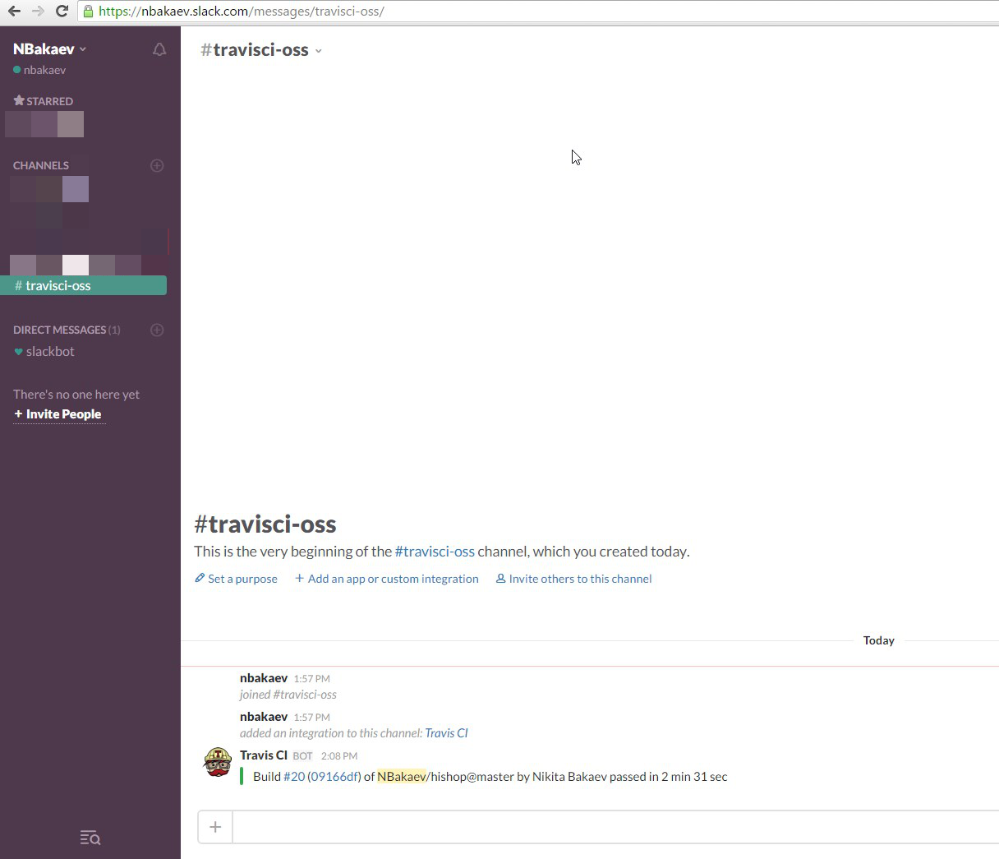 https://nbakaev.slack.com/messages/travisci-oss/
NBakaev
nbakaev
STARRED
CHANNELS
# travisci-oss
DIRECT MESSAGES (1)
slackbot
There's no one here yet
+ Invite People
#travisci-oss
#travisci-oss
This is the very beginning of the #travisci-oss channel, which you created today.
Set a purpose + Add an app or custom integration Invite others to this channel
Today
nbakaev 1:57 PM
joined #travisci-oss
nbakaev 1:57 PM
added an integration to this channel: Travis CI
Travis CI BOT 2:08 PM
Build #20 (09166df) of NBakaev/hishop@master by Nikita Bakaev passed in 2 min 31 sec